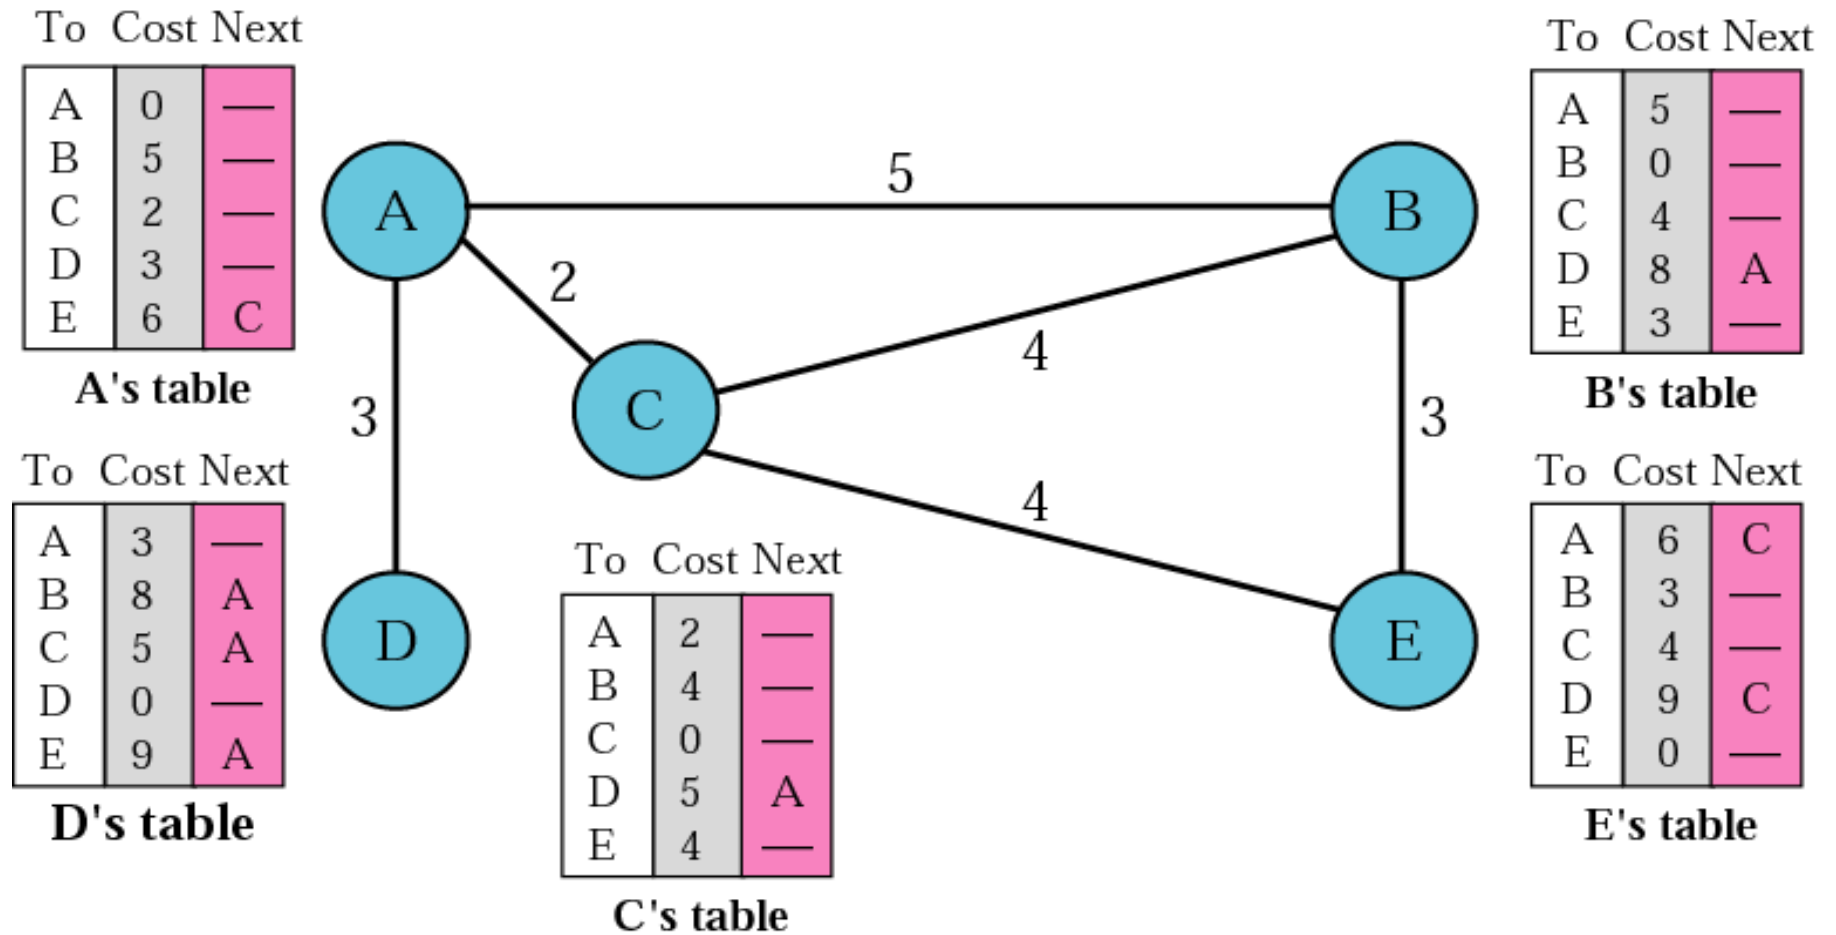 To Cost Next
A 0 —
B 5 —
C 2 —
D 3 —
E 6 C
A's table
To Cost Next
A 5 —
B 0 —
C 4 —
D 8 A
E 3 —
B's table
A
5
B
2
4
C
3
3
4
D
E
To Cost Next
A 3 —
B 8 A
C 5 A
D 0 —
E 9 A
D's table
To Cost Next
A 2 —
B 4 —
C 0 —
D 5 A
E 4 —
C's table
To Cost Next
A 6 C
B 3 —
C 4 —
D 9 C
E 0 —
E's table